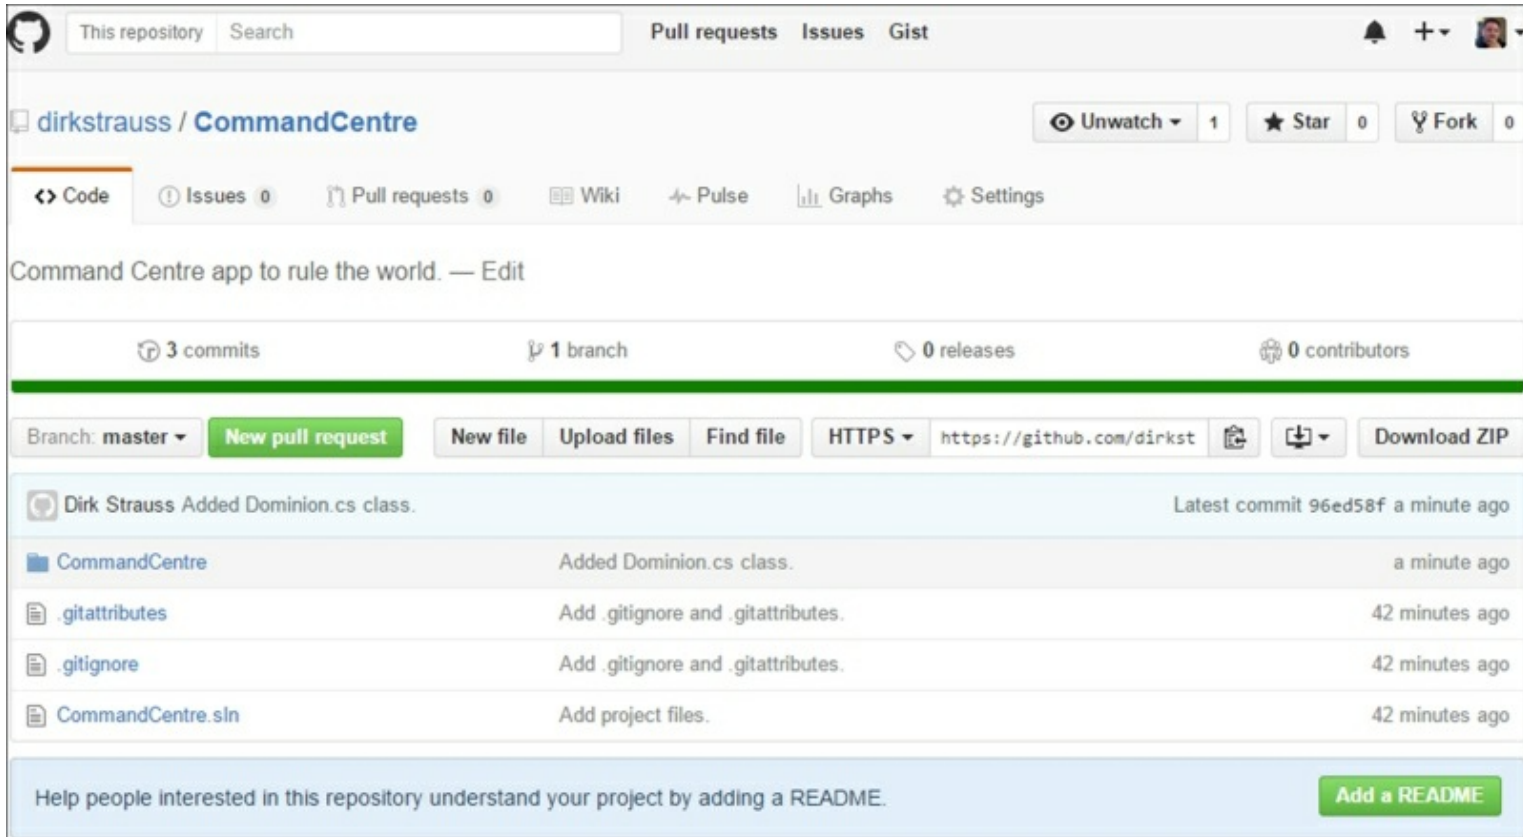 This repository Search Pull requests Issues Gist
dirkstrauss / CommandCentre Unwatch 1 Star 0 Fork 0
Code Issues 0 Pull requests 0 Wiki Pulse Graphs Settings
Command Centre app to rule the world. — Edit
3 commits 1 branch 0 releases 0 contributors
Branch: master New pull request New file Upload files Find file HTTPS https://github.com/dirkst Download ZIP
Dirk Strauss Added Dominion.cs class. Latest commit 96ed58f a minute ago
CommandCentre Added Dominion.cs class. a minute ago
.gitattributes Add .gitignore and .gitattributes. 42 minutes ago
.gitignore Add .gitignore and .gitattributes. 42 minutes ago
CommandCentre.sln Add project files. 42 minutes ago
Help people interested in this repository understand your project by adding a README. Add a README